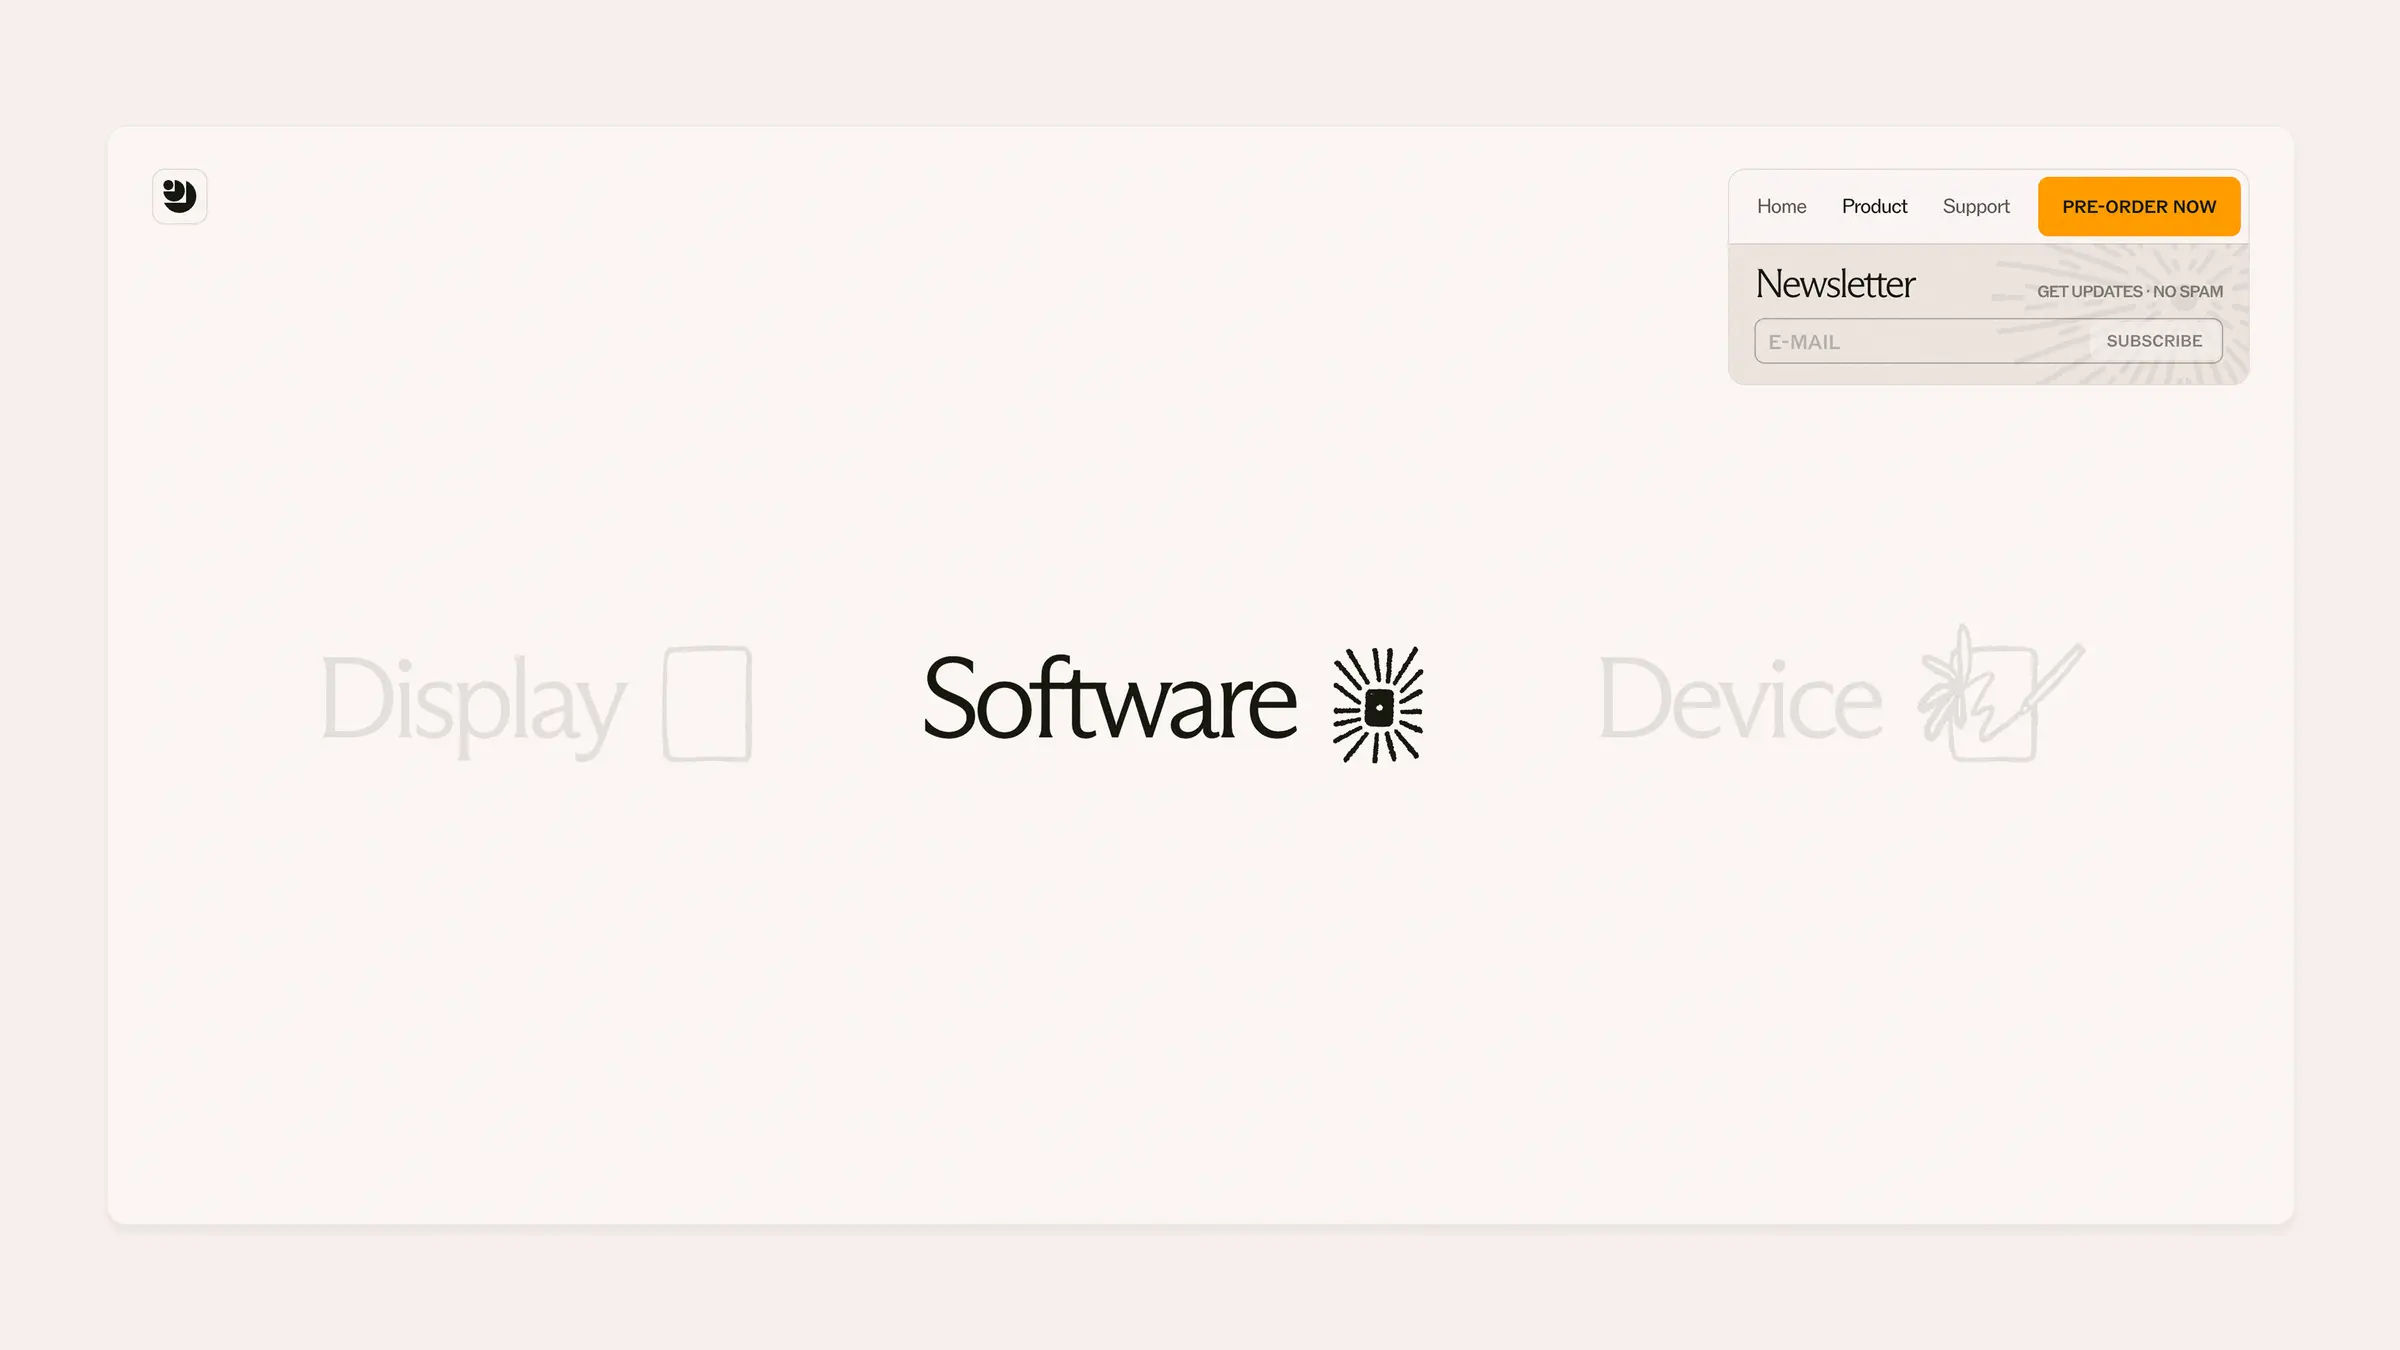 Home Product Support PRE-ORDER NOW
Newsletter GET UPDATES · NO SPAM
E-MAIL SUBSCRIBE
Display Software Device